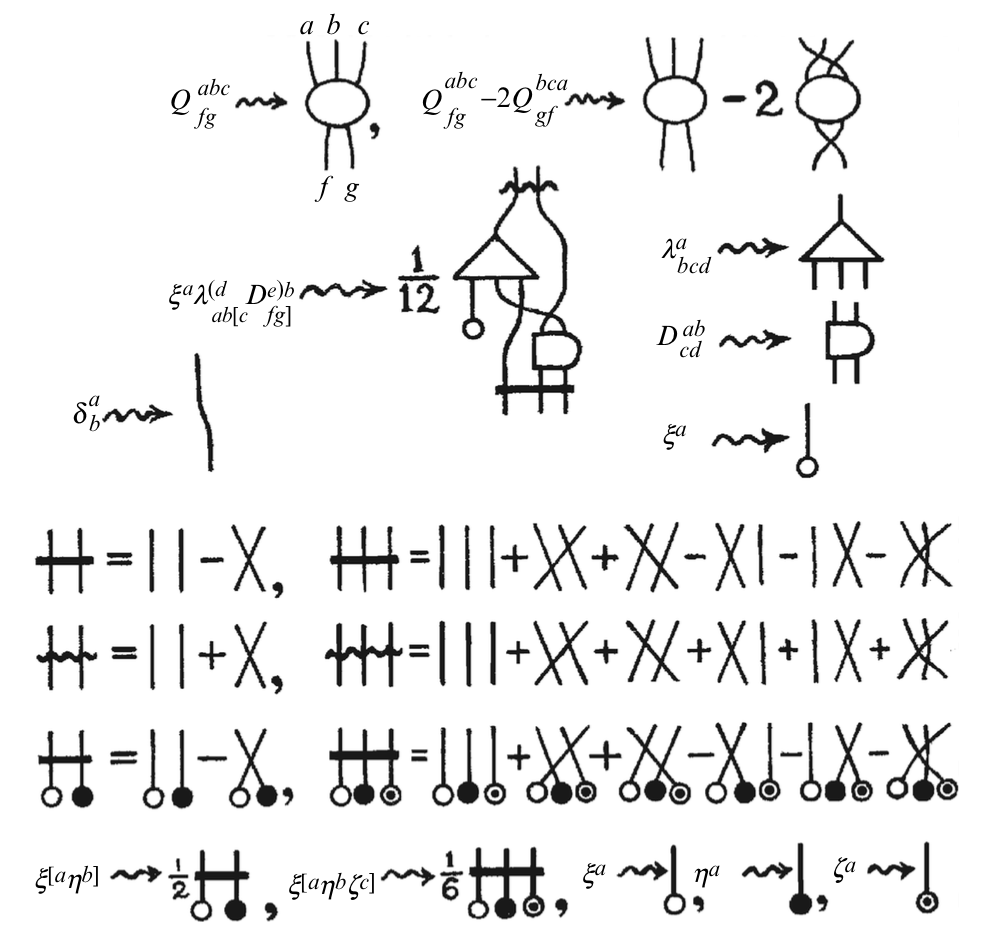 a b c
Q^{abc}_{fg} , Q^{abc}_{fg} −2Q^{bca}_{gf} −2
f g
ξ^a λ^{(d}_{ab[c} D^{e)b}_{fg]} 1/12 λ^a_{bcd}
D^{ab}_{cd}
δ^a_b ξ^a
= − , = + + − − −
= + , = + + + + +
= − , = + + − − −
ξ^{[a}η^{b]} 1/2 , ξ^{[a}η^bζ^{c]} 1/6 , ξ^a , η^a , ζ^a